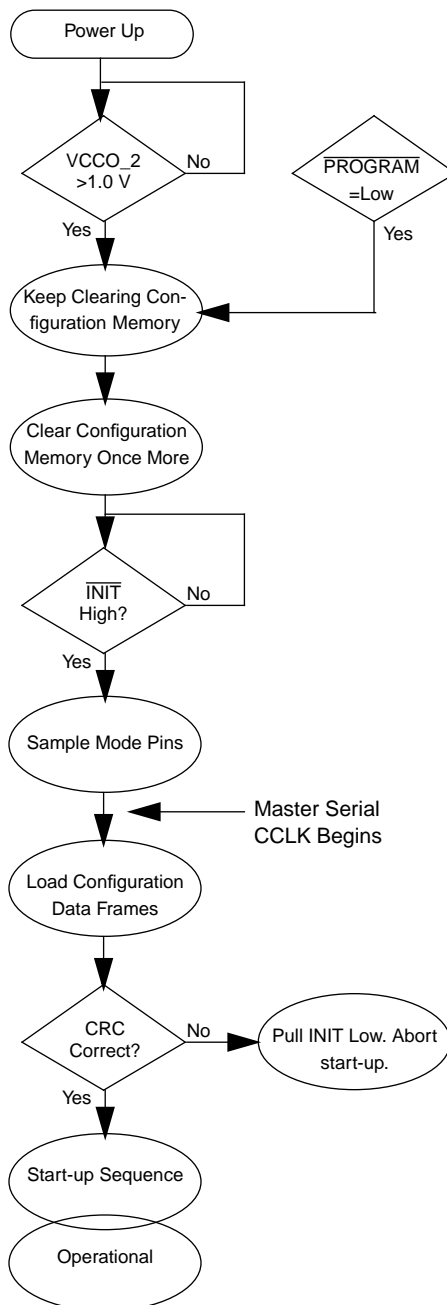 Power Up
VCCO_2
>1.0 V
No
Yes
PROGRAM
=Low
Yes
Keep Clearing Con-
figuration Memory
Clear Configuration
Memory Once More
INIT
High?
No
Yes
Sample Mode Pins
Master Serial
CCLK Begins
Load Configuration
Data Frames
CRC
Correct?
No
Yes
Pull INIT Low. Abort
start-up.
Start-up Sequence
Operational